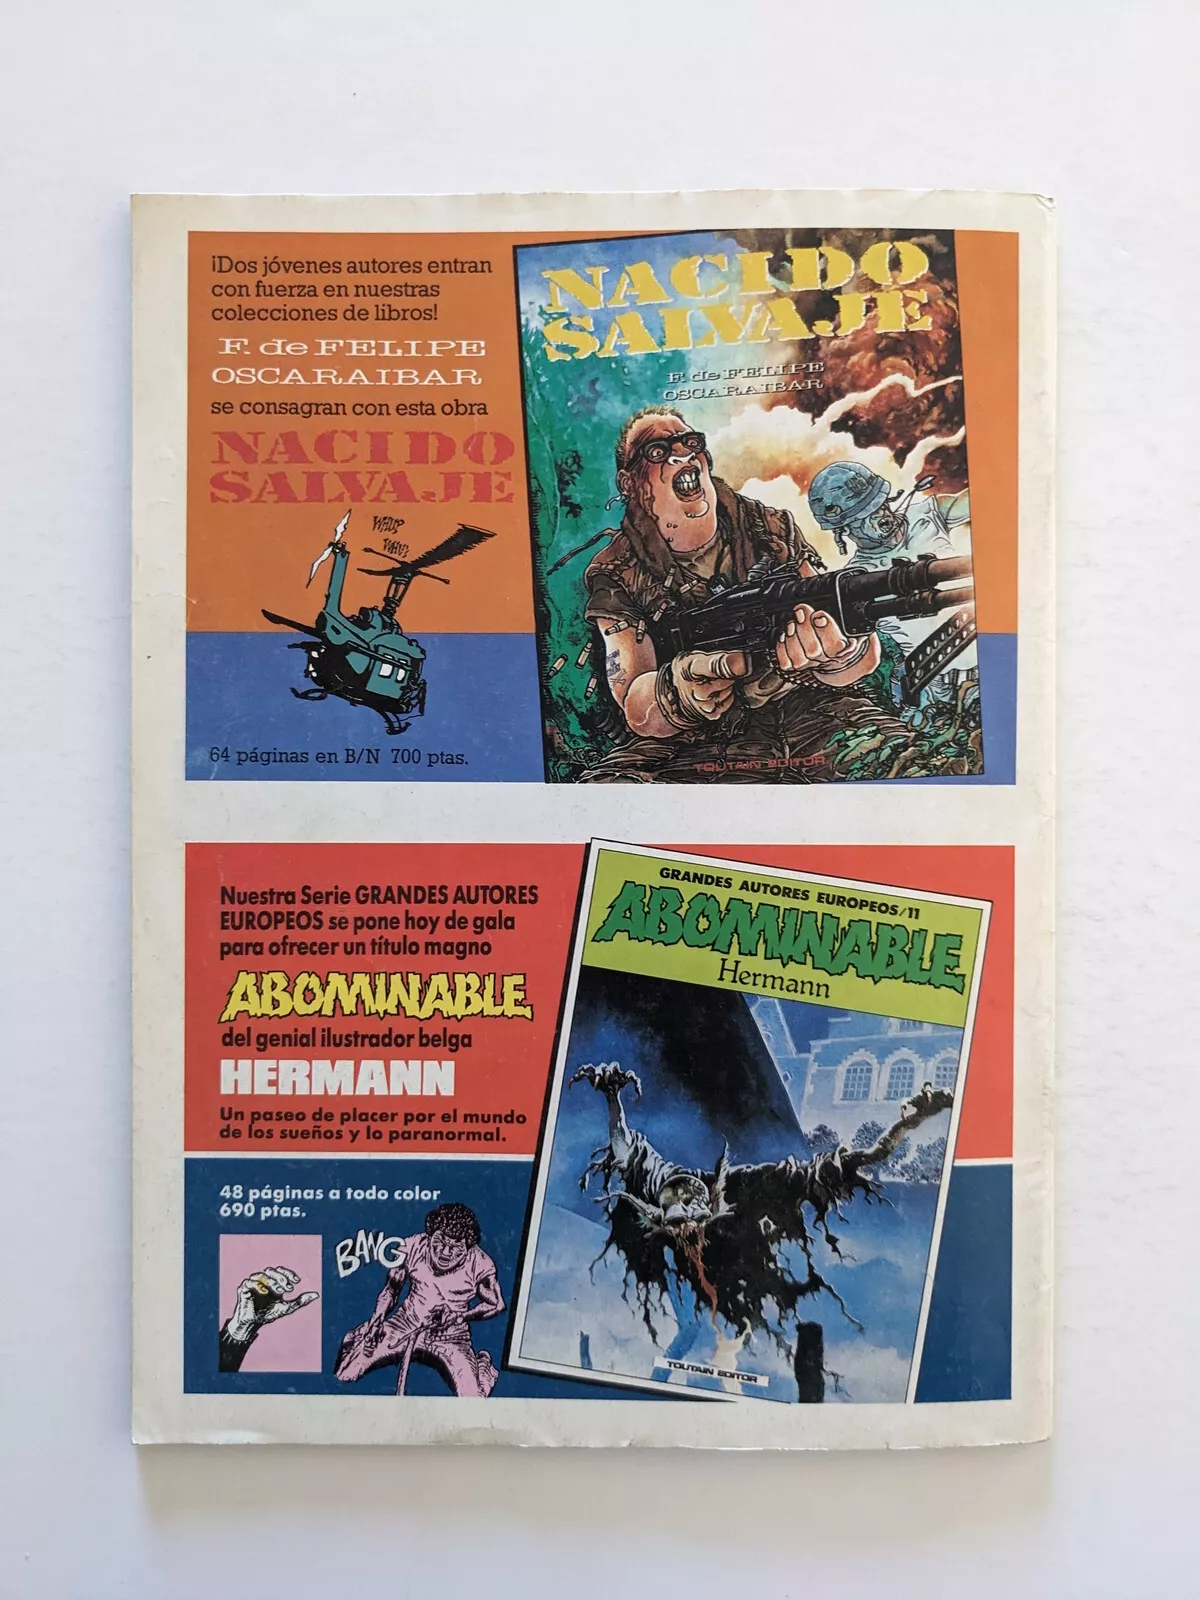 ¡Dos jóvenes autores entran
con fuerza en nuestras
colecciones de libros!
F. de FELIPE
OSCARAIBAR
se consagran con esta obra
NACIDO
SALVAJE
WHUP
WHUP
64 páginas en B/N 700 ptas.
NACIDO
SALVAJE
F. de FELIPE
OSCARAIBAR
TOUTAIN EDITOR
Nuestra Serie GRANDES AUTORES
EUROPEOS se pone hoy de gala
para ofrecer un título magno
ABOMINABLE
del genial ilustrador belga
HERMANN
Un paseo de placer por el mundo
de los sueños y lo paranormal.
48 páginas a todo color
690 ptas.
BANG
GRANDES AUTORES EUROPEOS/11
ABOMINABLE
Hermann
TOUTAIN EDITOR